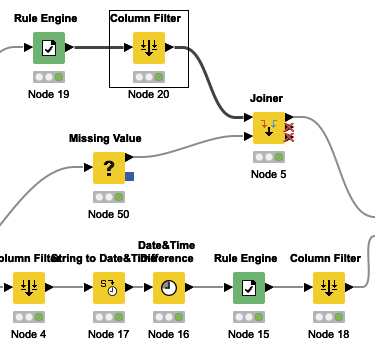 Rule Engine
Column Filter
Node 19
Node 20
Joiner
Node 5
Missing Value
?
Node 50
olumn Filter
String to Date&Time
Date&Time
Difference
Rule Engine
Column Filter
S
Node 4
Node 17
Node 16
Node 15
Node 18